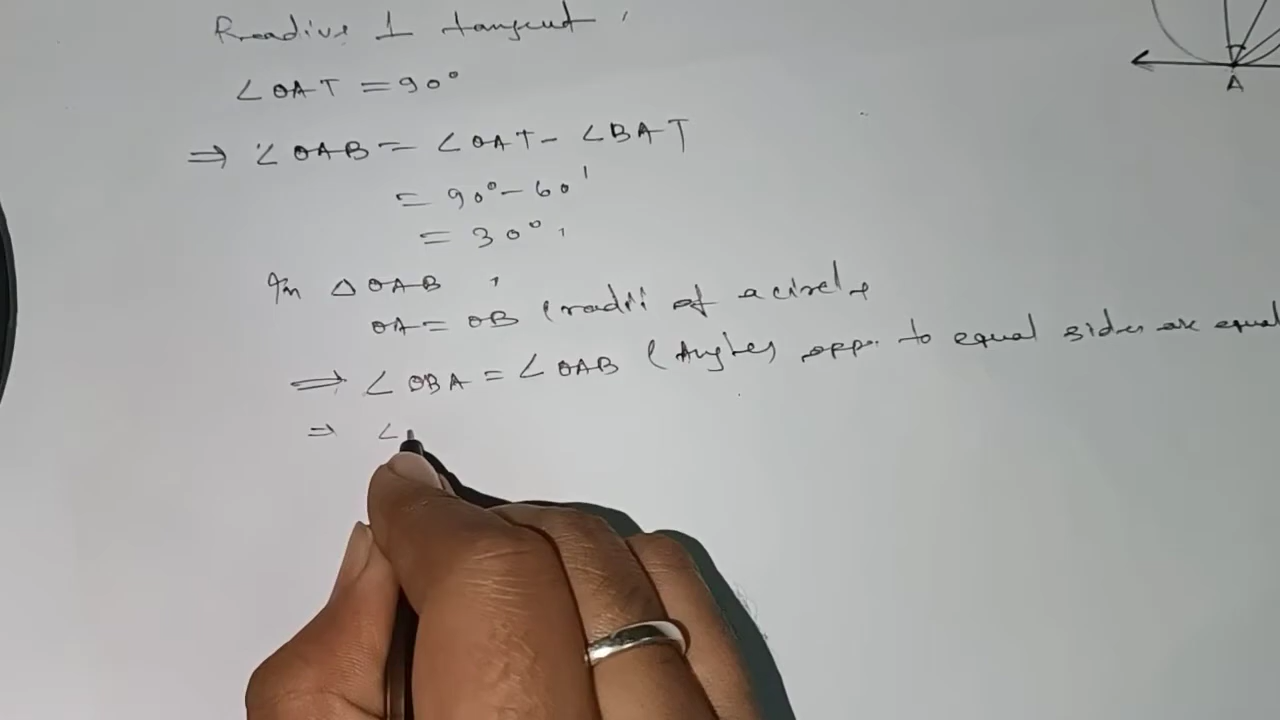 Radius ⊥ tangent,
∠OAT = 90°
A
⇒ ∠OAB = ∠OAT - ∠BAT
= 90° - 60°
= 30°,
In △OAB,
OA = OB (radii of a circle
⇒ ∠OBA = ∠OAB (Angles opp. to equal sides are equal
⇒ ∠